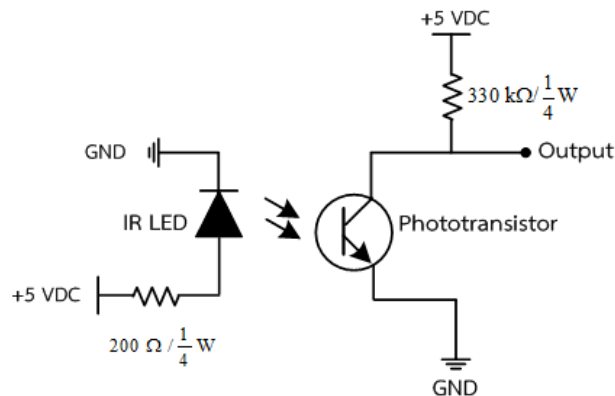 +5 VDC
330 kΩ/1/4 W
GND
Output
IR LED
Phototransistor
+5 VDC
200 Ω/1/4 W
GND